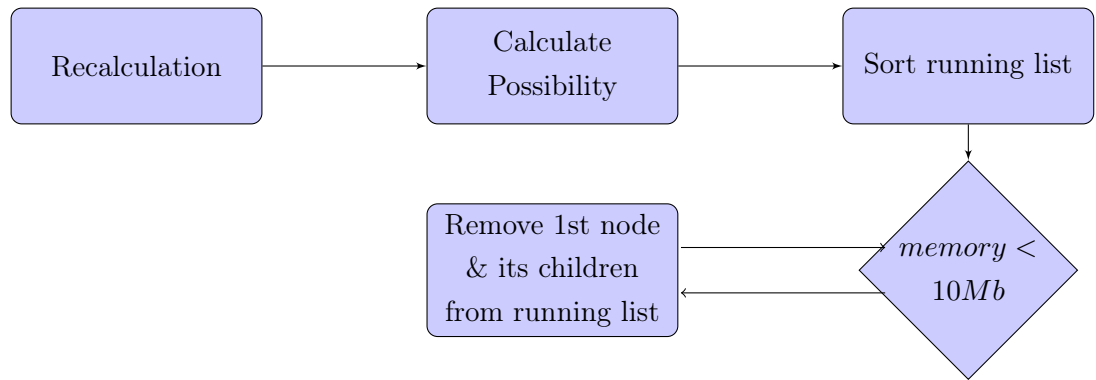 Recalculation
Calculate
Possibility
Sort running list
Remove 1st node
& its children
from running list
memory <
10Mb